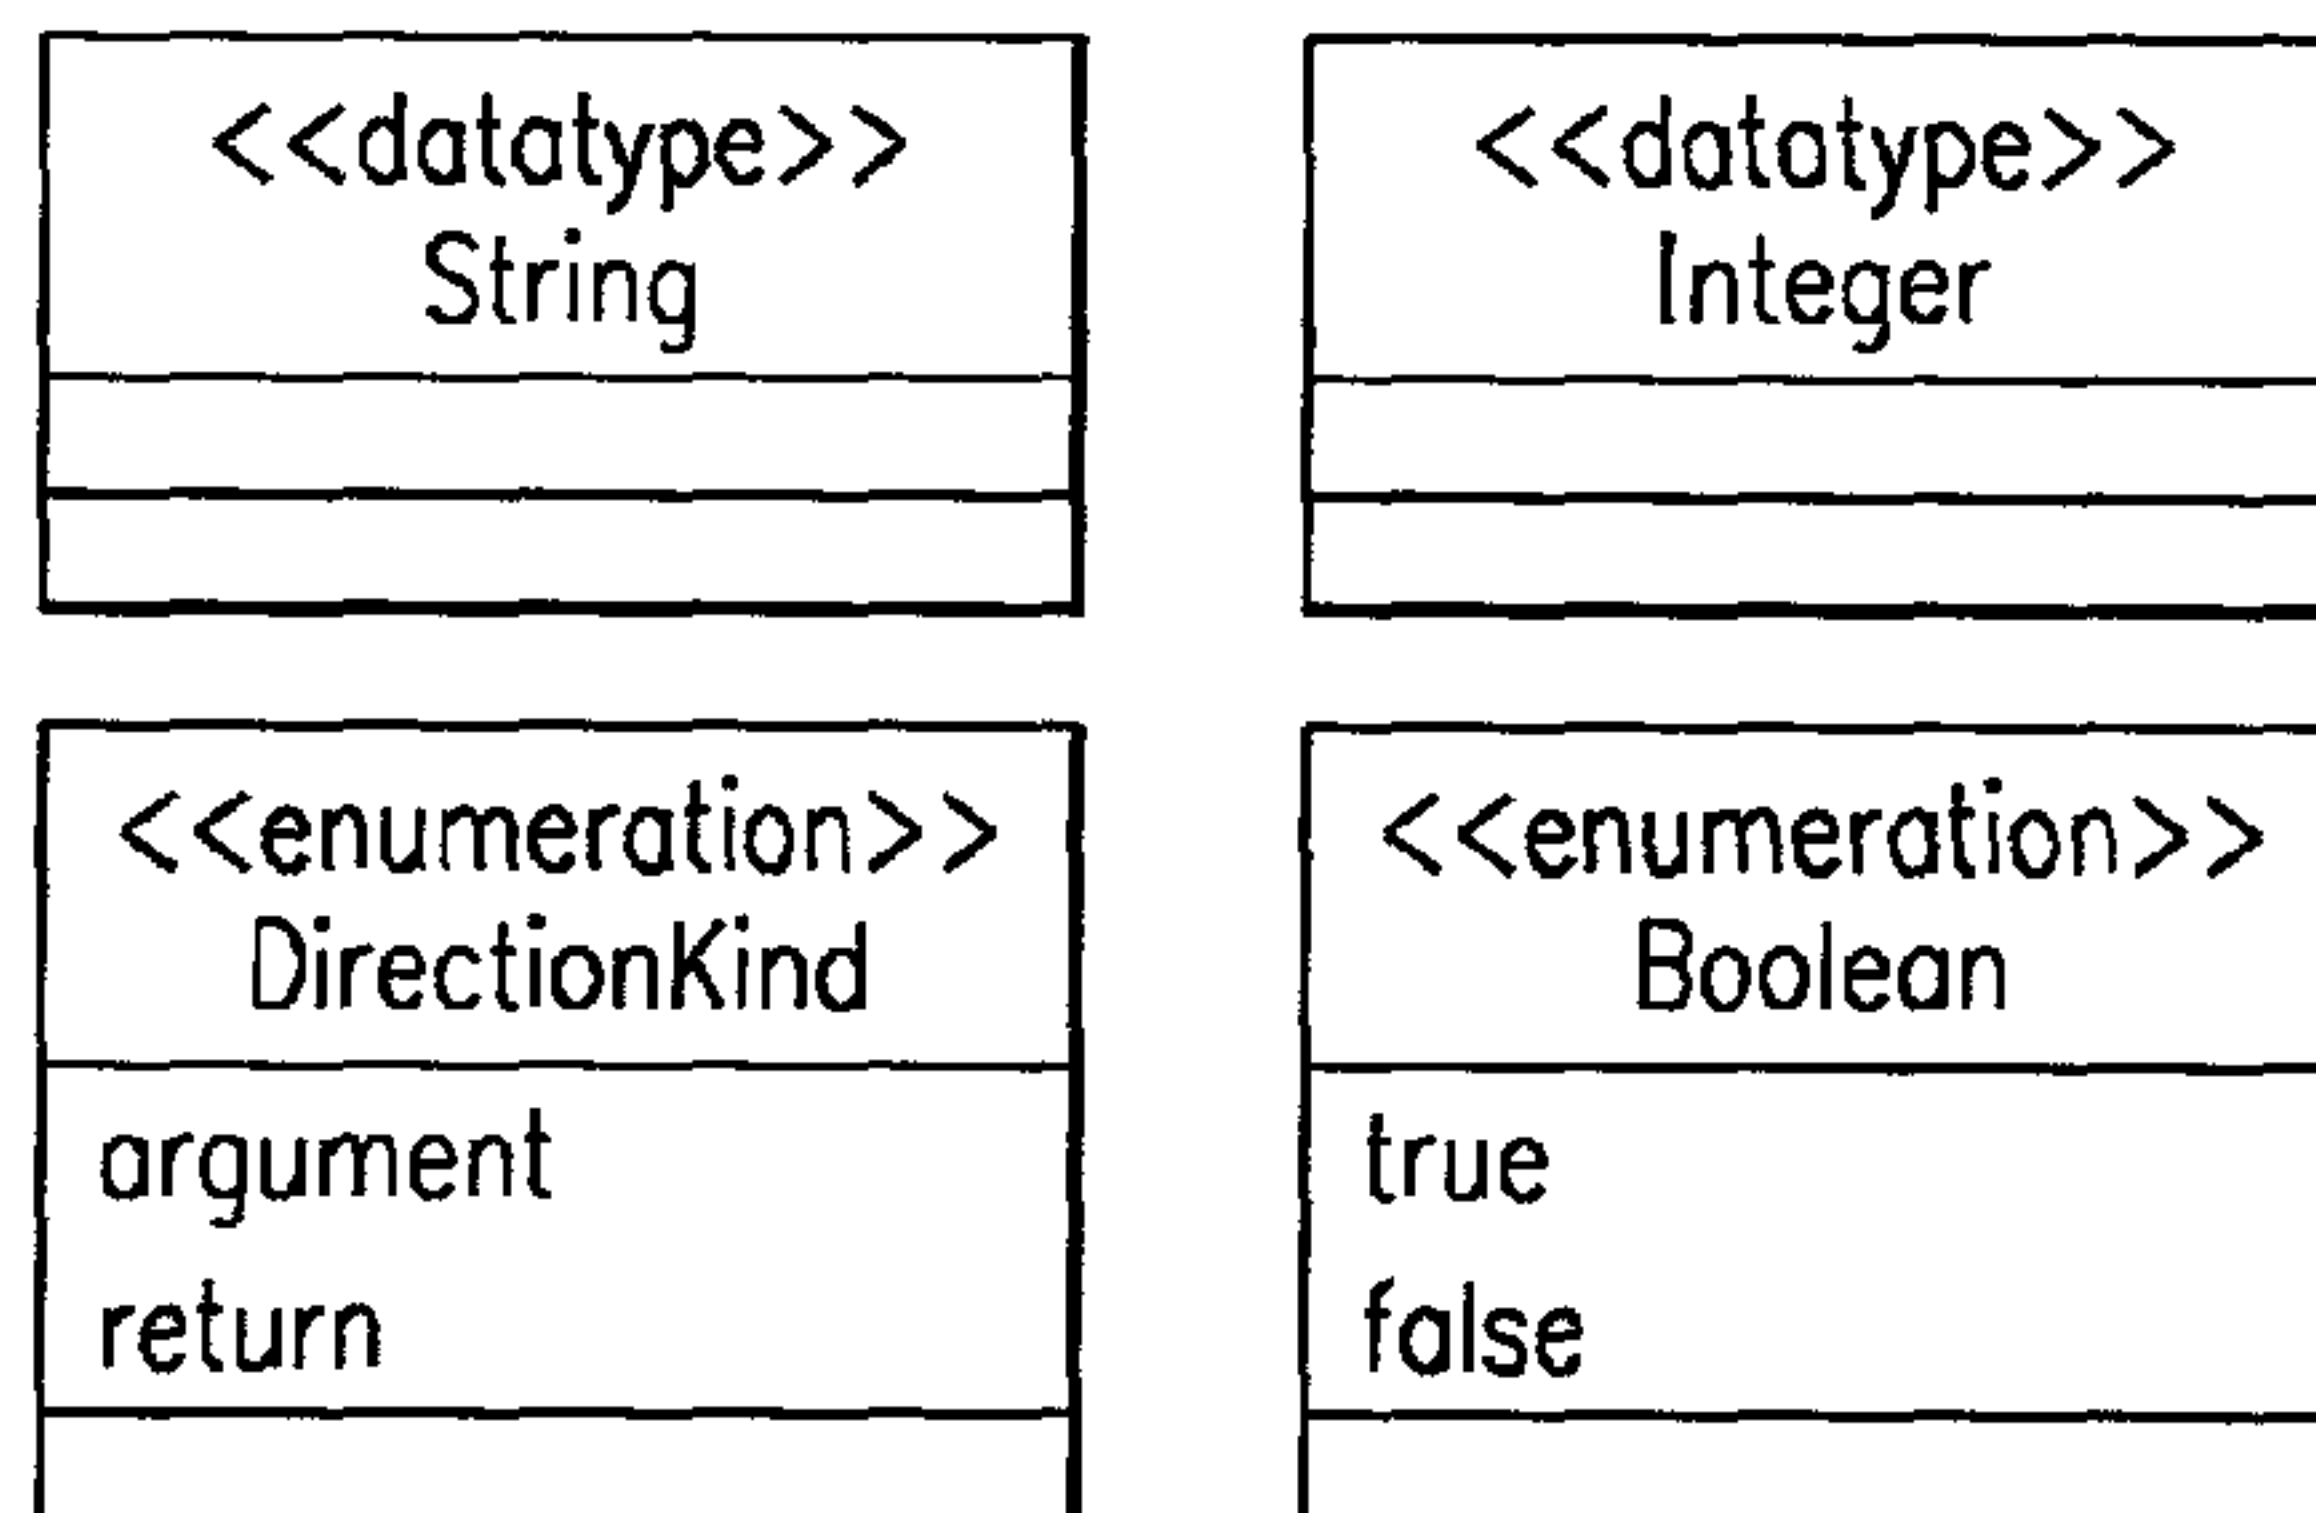 <<datatype>>
String
<<datatype>>
Integer
<<enumeration>>
DirectionKind
argument
return
<<enumeration>>
Boolean
true
false